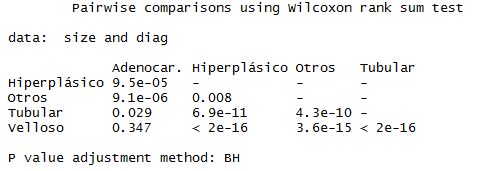 Pairwise comparisons using Wilcoxon rank sum test
data: size and diag
Adenocar. Hiperplásico Otros Tubular
Hiperplásico 9.5e-05 - - -
Otros 9.1e-06 0.008 - -
Tubular 0.029 6.9e-11 4.3e-10 -
Velloso 0.347 < 2e-16 3.6e-15 < 2e-16
P value adjustment method: BH